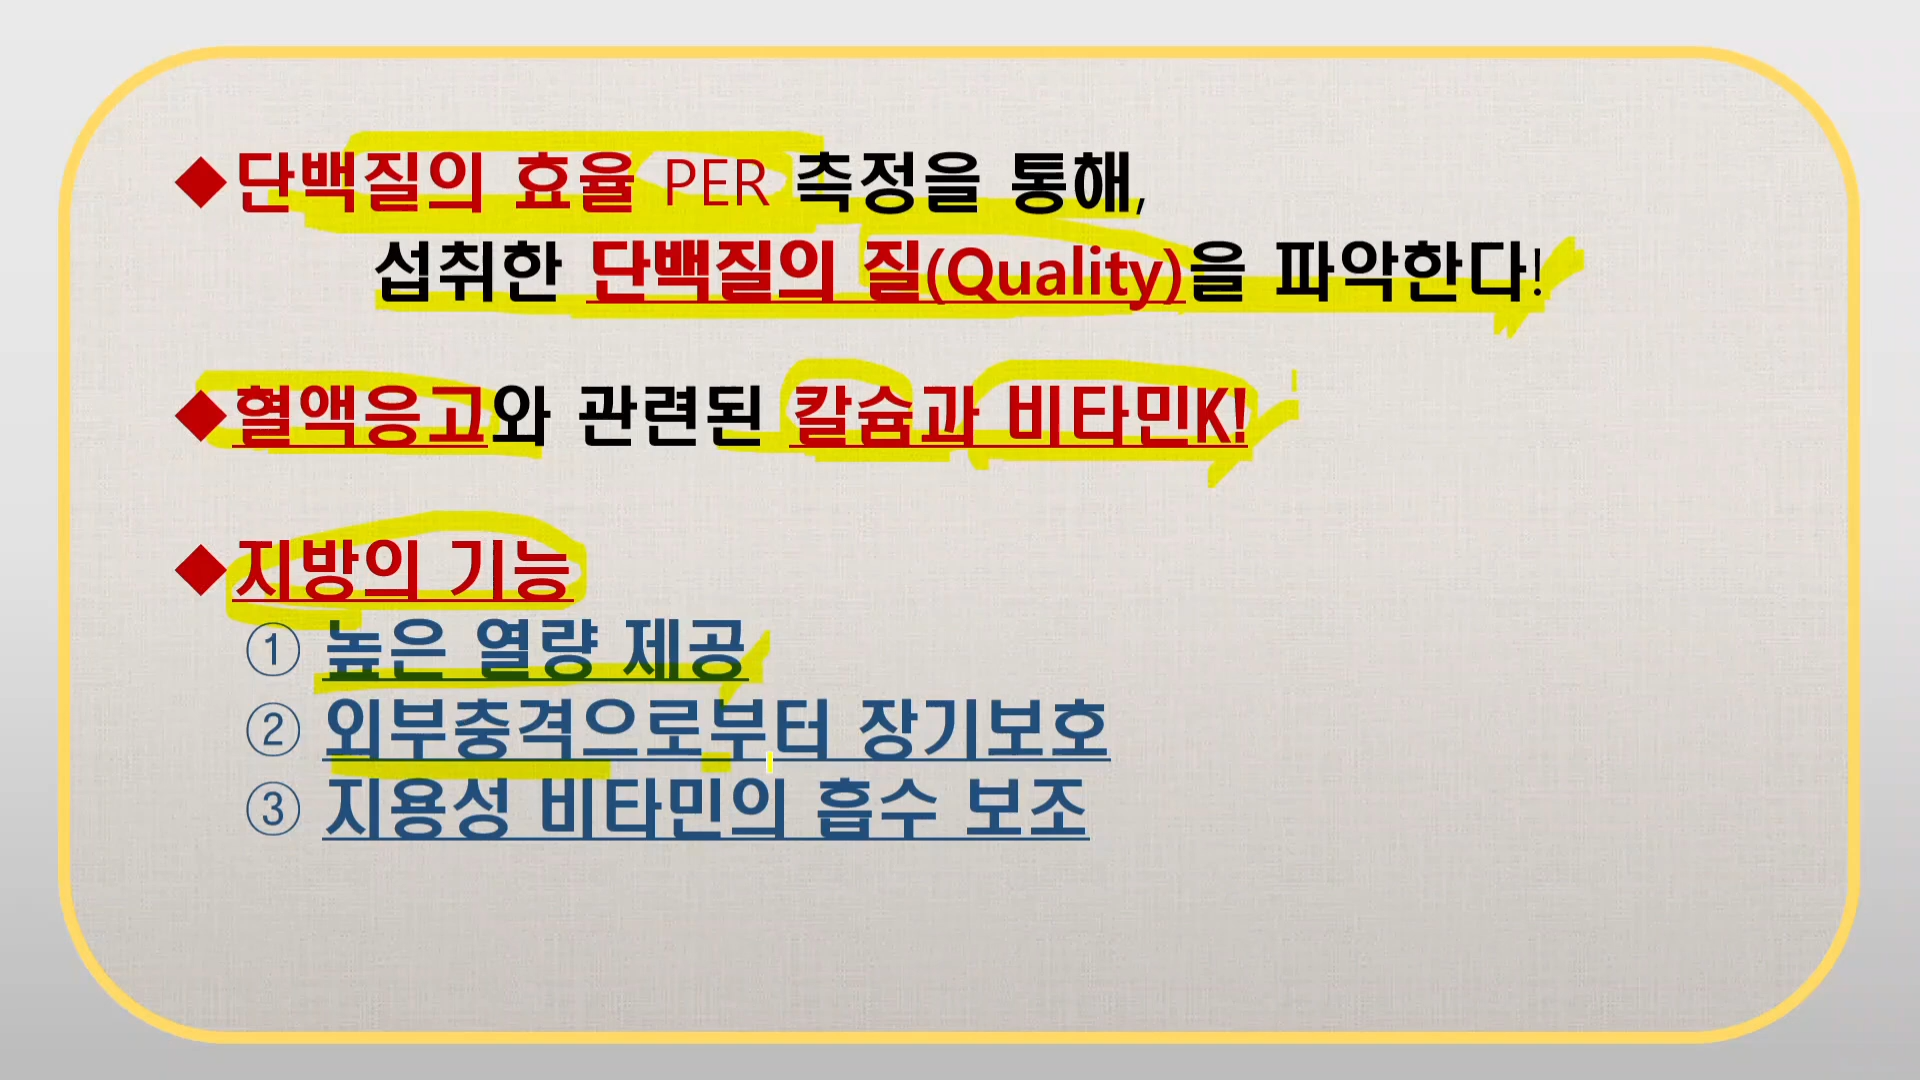 ◆단백질의 효율 PER 측정을 통해,
섭취한 단백질의 질(Quality)을 파악한다!
◆혈액응고와 관련된 칼슘과 비타민K!
◆지방의 기능
① 높은 열량 제공
② 외부충격으로부터 장기보호
③ 지용성 비타민의 흡수 보조